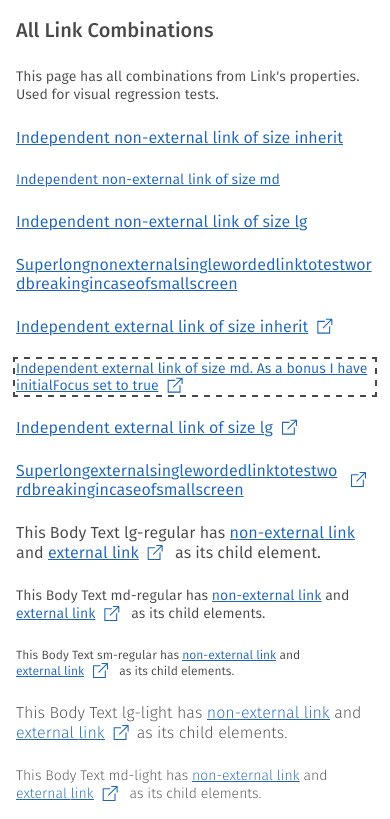 All Link Combinations
This page has all combinations from Link's properties.
Used for visual regression tests.
Independent non-external link of size inherit
Independent non-external link of size md
Independent non-external link of size lg
Superlongnonexternalsinglewordedlinktotestwor
dbreakingincaseofsmallscreen
Independent external link of size inherit
Independent external link of size md. As a bonus I have
initialFocus set to true
Independent external link of size lg
Superlongexternalsinglewordedlinktotestwo
rdbreakingincaseofsmallscreen
This Body Text lg-regular has non-external link
and external link as its child element.
This Body Text md-regular has non-external link and
external link as its child elements.
This Body Text sm-regular has non-external link and
external link as its child elements.
This Body Text lg-light has non-external link and
external link as its child elements.
This Body Text md-light has non-external link and
external link as its child elements.